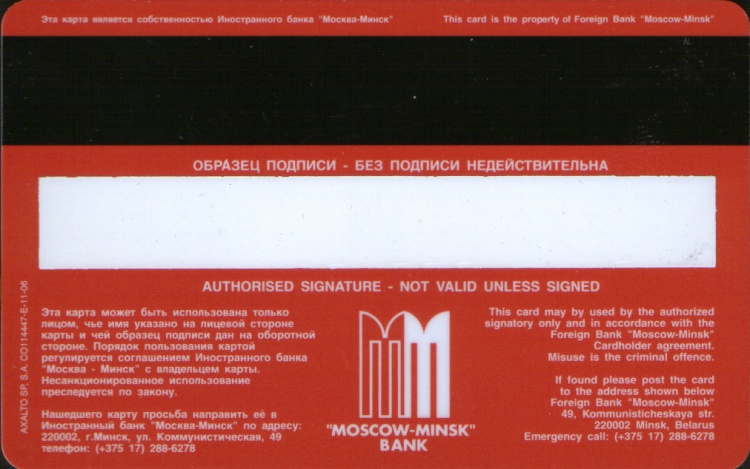 Эта карта является собственностью Иностранного банка "Москва-Минск"
This card is the property of Foreign Bank "Moscow-Minsk"
ОБРАЗЕЦ ПОДПИСИ - БЕЗ ПОДПИСИ НЕДЕЙСТВИТЕЛЬНА
AUTHORISED SIGNATURE - NOT VALID UNLESS SIGNED
AXALTO SP, S.A. CO114447-E-11-06
Эта карта может быть использована только
лицом, чье имя указано на лицевой стороне
карты и чей образец подписи дан на оборотной
стороне. Порядок пользования картой
регулируется соглашением Иностранного банка
"Москва - Минск" с владельцем карты.
Несанкционированное использование
преследуется по закону.
Нашедшего карту просьба направить её в
Иностранный банк "Москва-Минск" по адресу:
220002, г.Минск, ул. Коммунистическая, 49
телефон: (+375 17) 288-6278
"MOSCOW-MINSK"
BANK
This card may by used by the authorized
signatory only and in accordance with the
Foreign Bank "Moscow-Minsk"
Cardholder agreement.
Misuse is the criminal offence.
If found please post the card
to the address shown below
Foreign Bank "Moscow-Minsk"
49, Kommunisticheskaya str.
220002 Minsk, Belarus
Emergency call: (+375 17) 288-6278